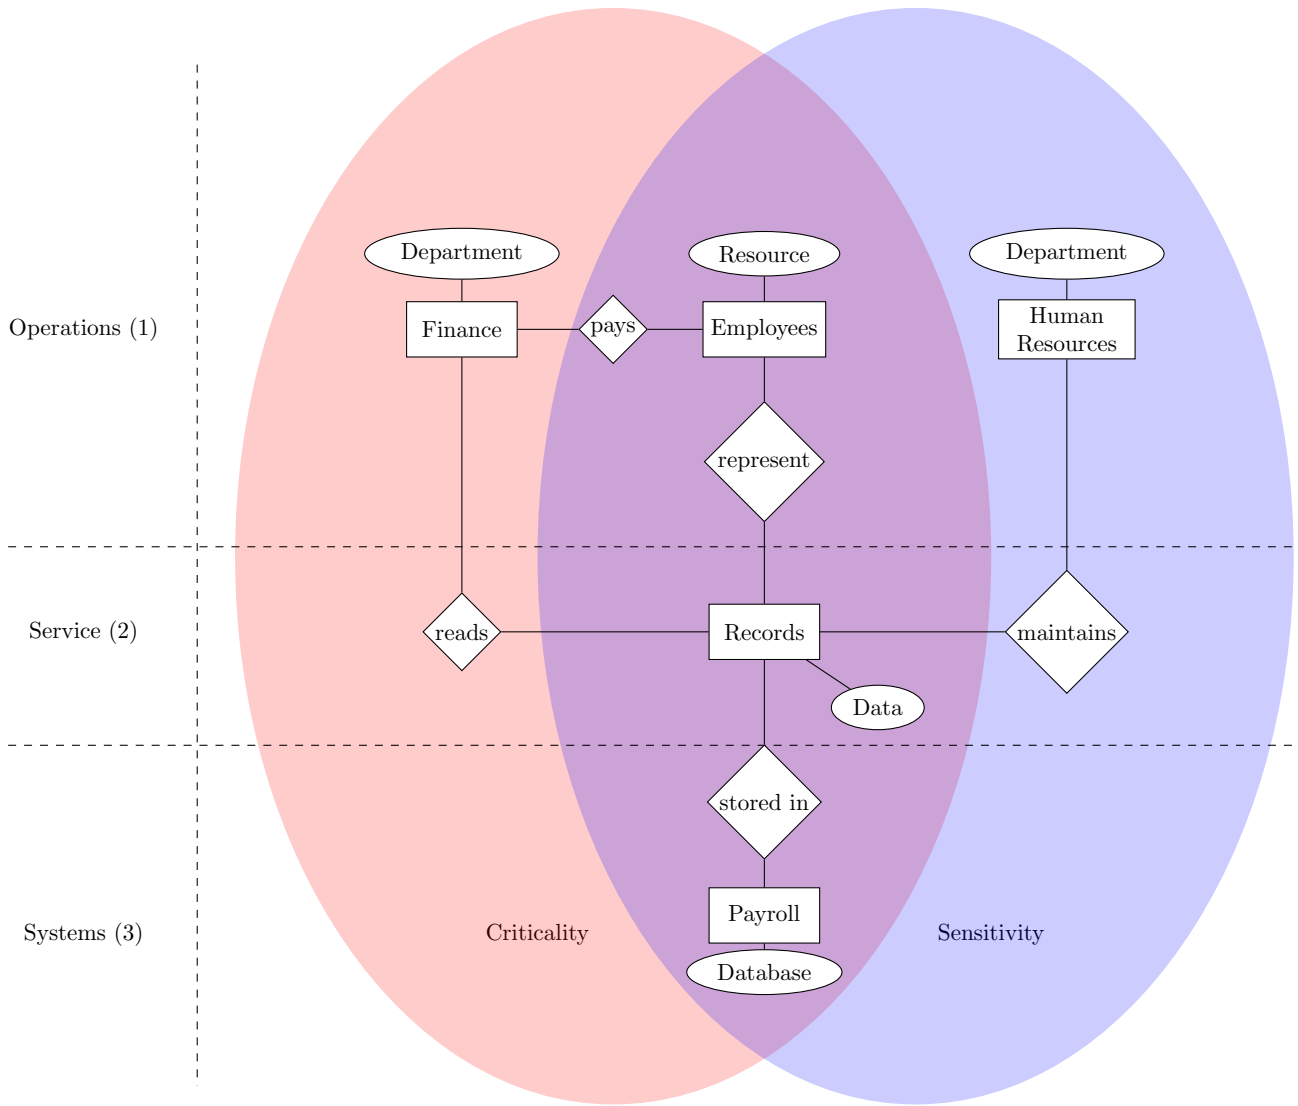 Department
Resource
Department
Operations (1)
Finance
pays
Employees
Human
Resources
represent
Service (2)
reads
Records
maintains
Data
stored in
Payroll
Systems (3)
Criticality
Sensitivity
Database